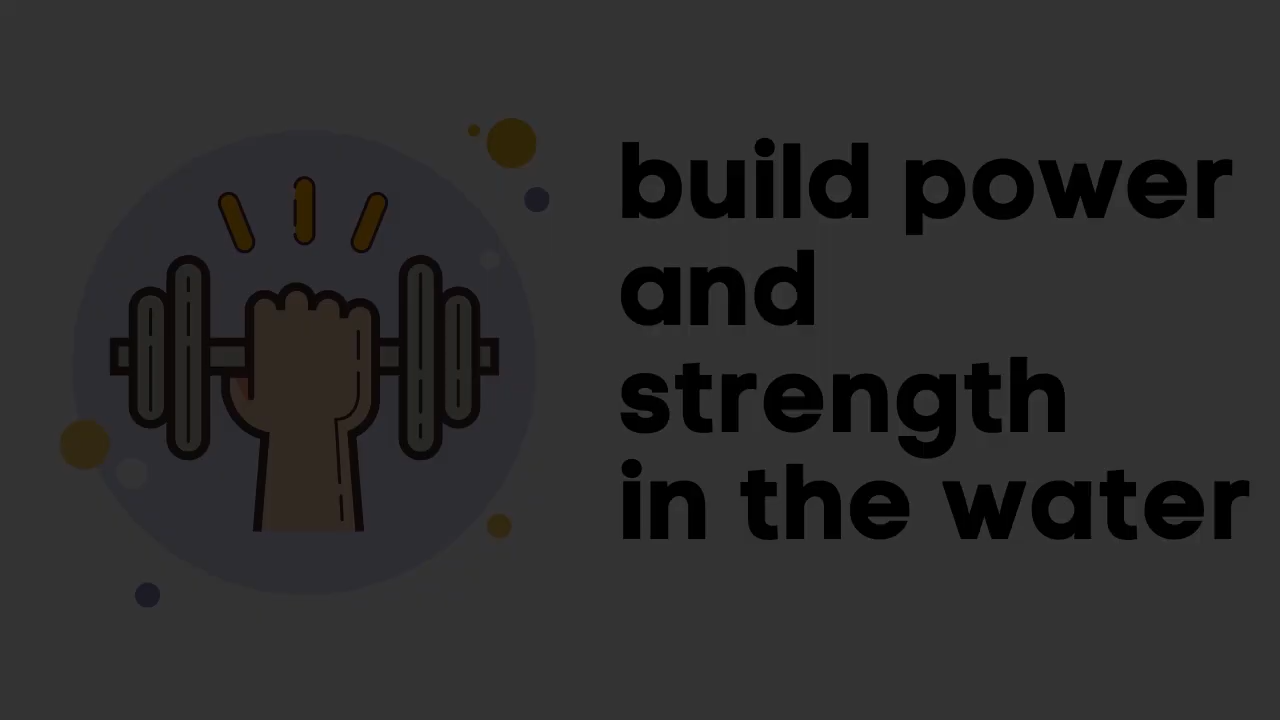 build power
and
strength
in the water